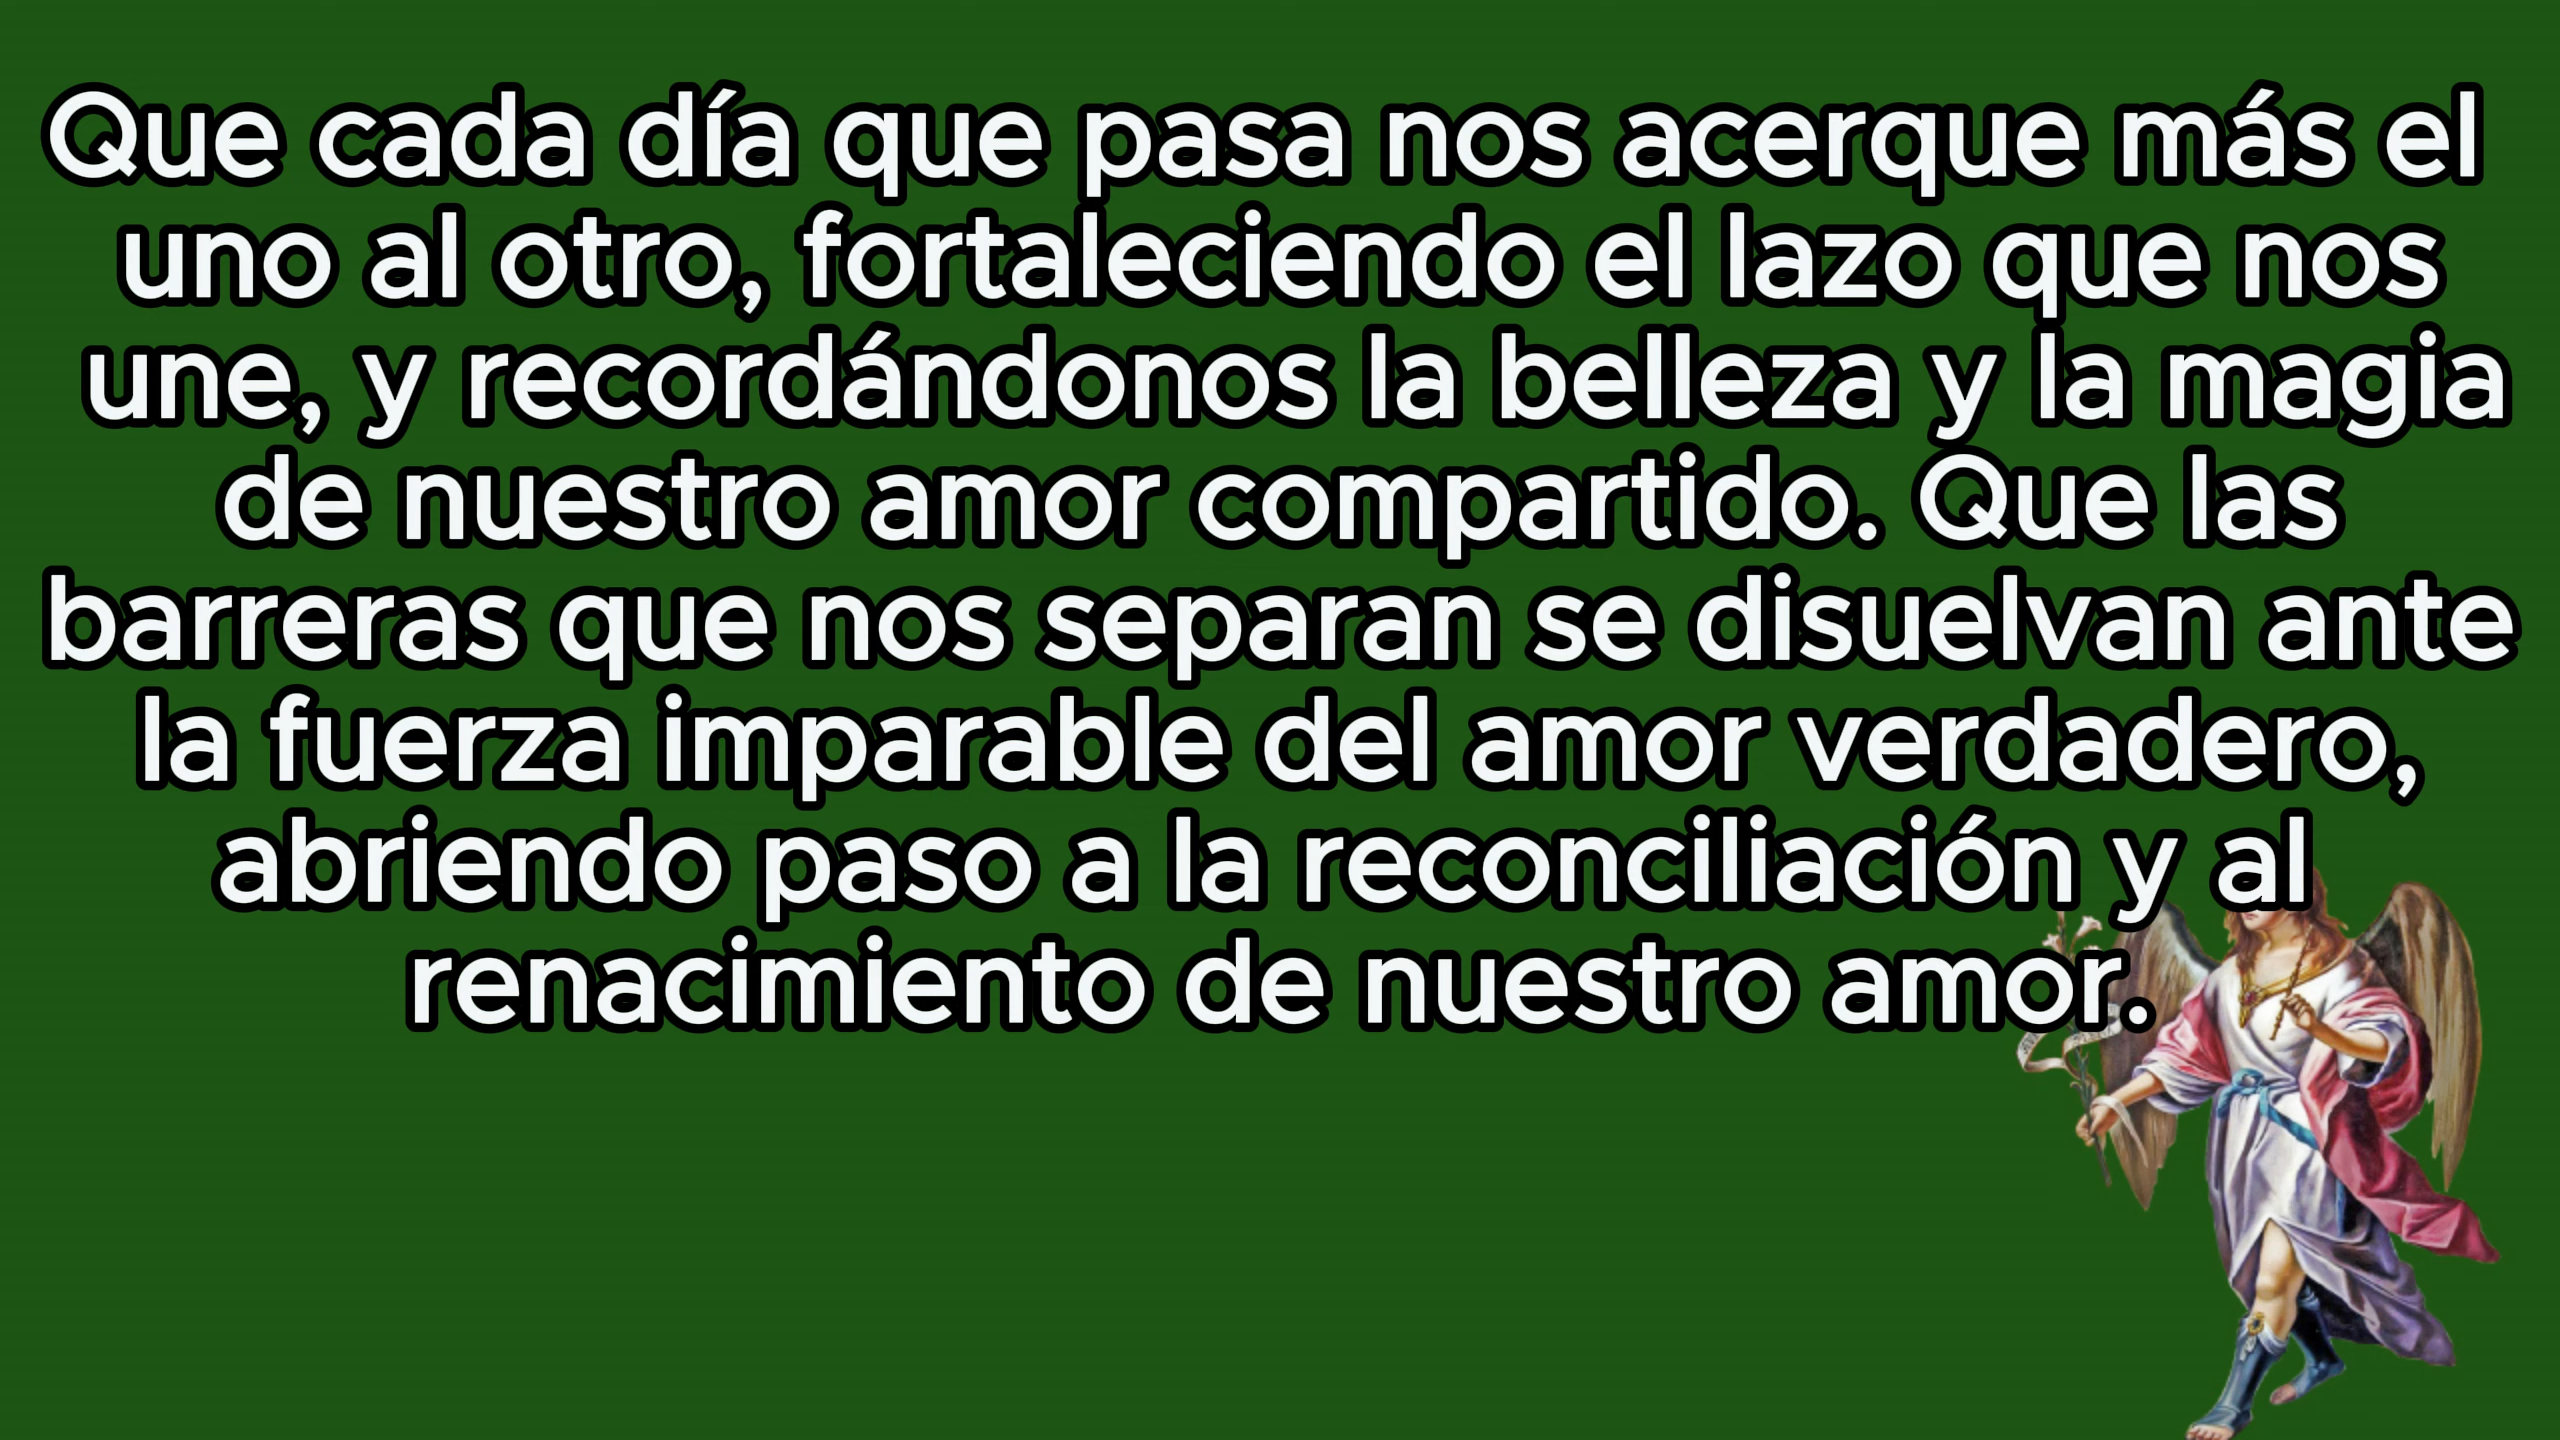 Que cada día que pasa nos acerque más el
uno al otro, fortaleciendo el lazo que nos
une, y recordándonos la belleza y la magia
de nuestro amor compartido. Que las
barreras que nos separan se disuelvan ante
la fuerza imparable del amor verdadero,
abriendo paso a la reconciliación y al
renacimiento de nuestro amor.